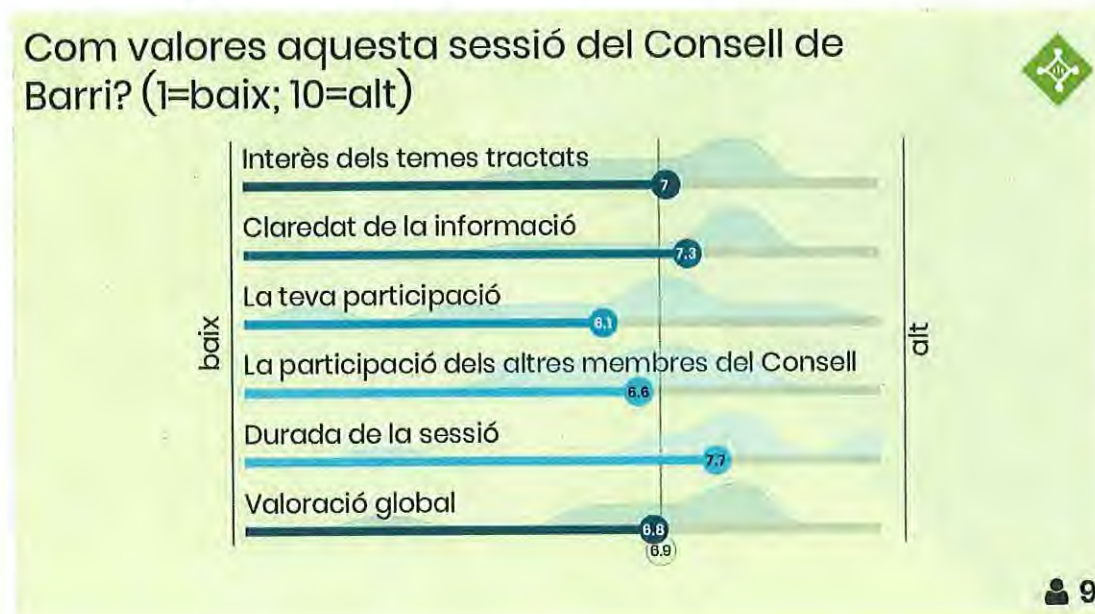 Com valores aquesta sessió del Consell de
Barri? (1=baix; 10=alt)
baix
Interès dels temes tractats
7
Claredat de la informació
7.3
La teva participació
6.1
La participació dels altres membres del Consell
6.6
Durada de la sessió
7.7
Valoració global
6.8
6.9
alt
9